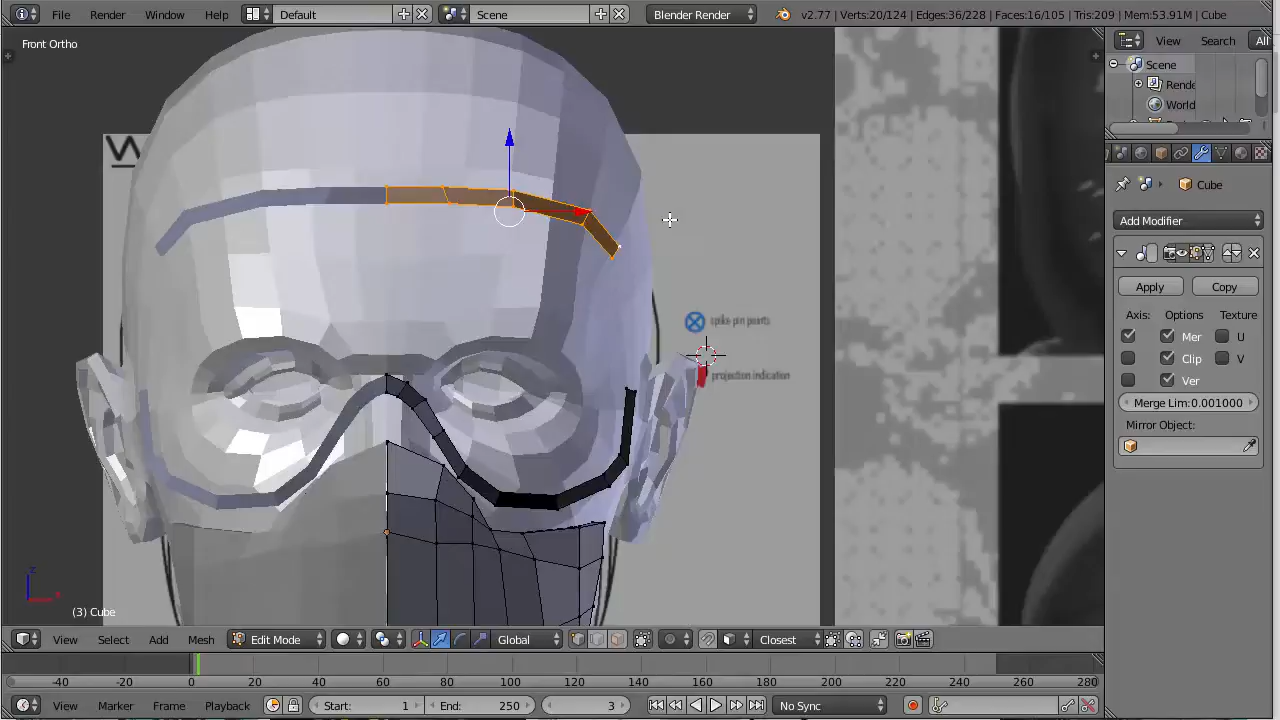 File
Render
Window
Help
Default
Scene
Blender Render
v2.77 | Verts:20/124 | Edges:36/228 | Faces:16/105 | Tris:209 | Mem:53.91M | Cube
Front Ortho
View
Search
All
Scene
Rende
World
W
Cube
Add Modifier
Apply
Copy
Axis:
Options
Texture
Mer
U
Clip
V
Ver
Merge Lim:0.001000
Mirror Object:
spike pin points
projection indication
z
x
(3) Cube
View
Select
Add
Mesh
Edit Mode
Global
Closest
-40
-20
0
20
40
60
80
100
120
140
160
180
200
220
240
260
280
View
Marker
Frame
Playback
Start:
1
End:
250
3
No Sync